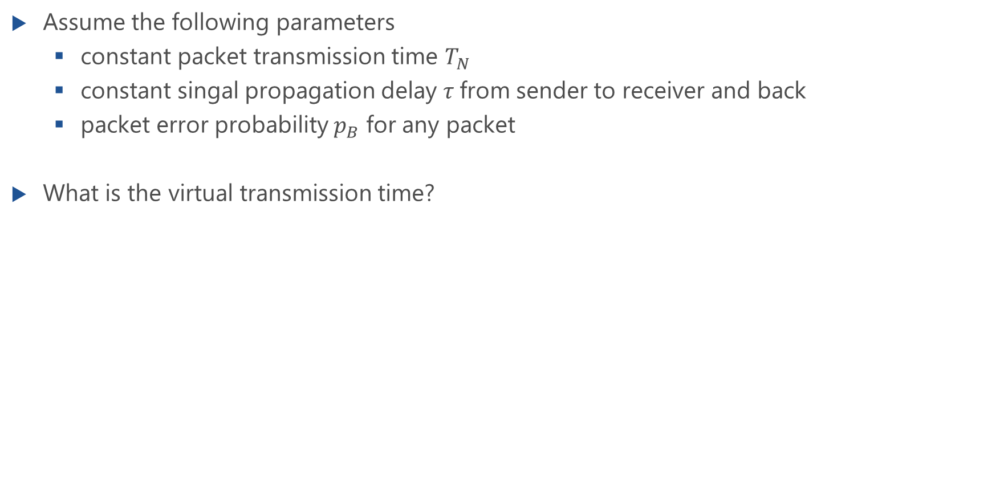 Assume the following parameters
constant packet transmission time T_N
constant singal propagation delay τ from sender to receiver and back
packet error probability p_B for any packet
What is the virtual transmission time?